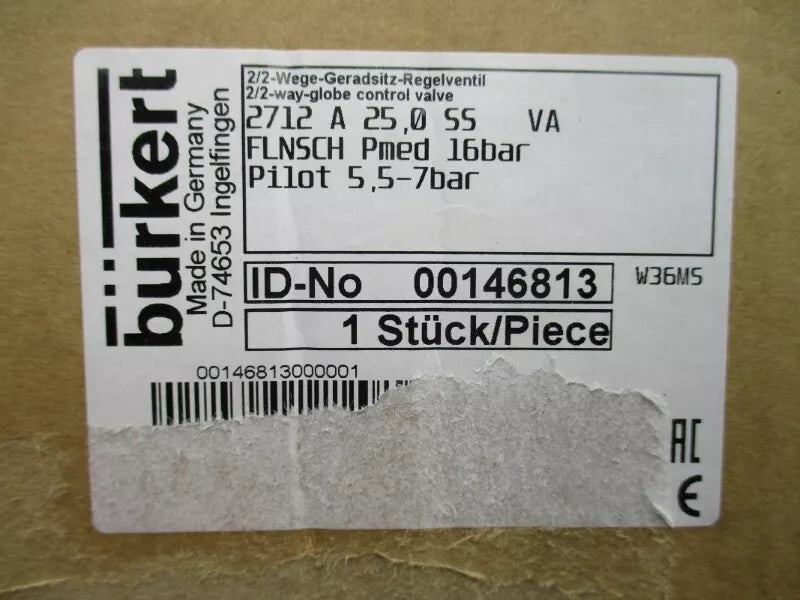 bürkert
Made in Germany
D-74653 Ingelfingen
2/2-Wege-Geradsitz-Regelventil
2/2-way-globe control valve
2712 A 25,0 SS VA
FLNSCH Pmed 16bar
Pilot 5,5-7bar
ID-No 00146813
W36MS
1 Stück/Piece
00146813000001